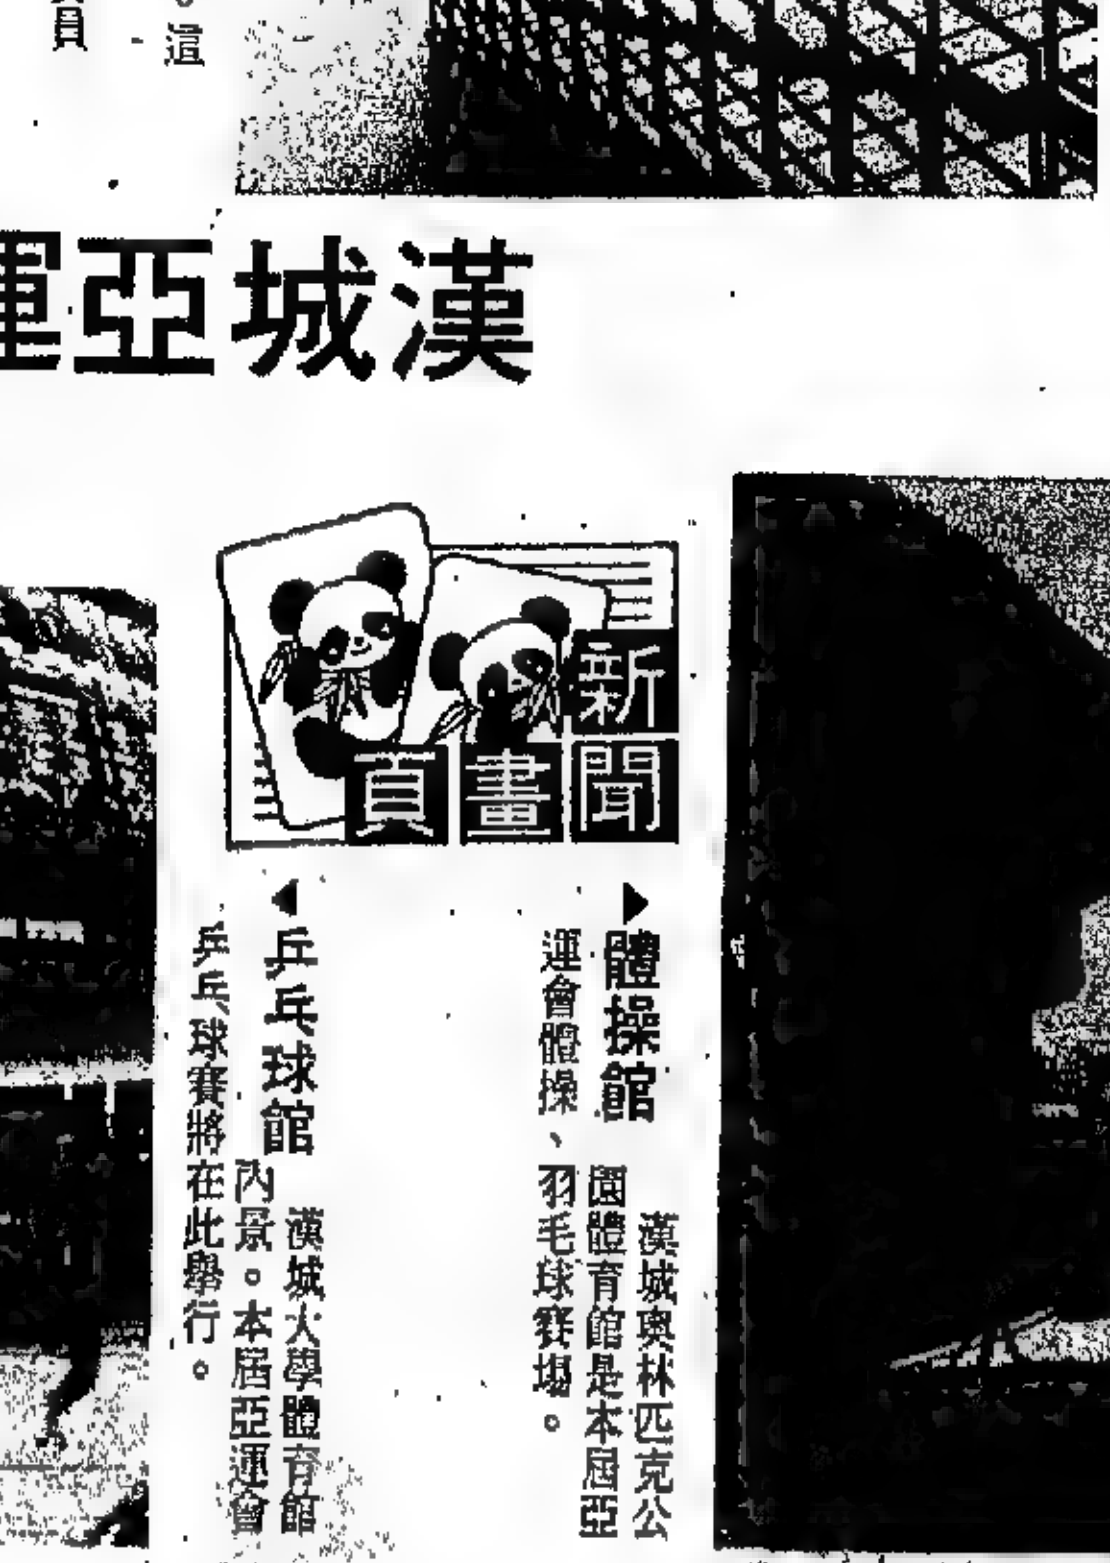 。這
員
漢城亞運
新聞畫頁
▶體操館
漢城奧林匹克公
園體育館是本屆亞
運會體操、羽毛球賽場。
◀乒乓球館
漢城大學體育館
內景。本屆亞運會
乒乓球賽將在此舉行。